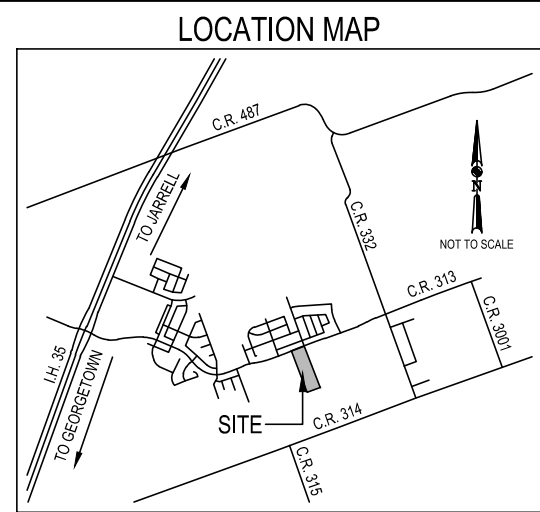 LOCATION MAP
C.R. 487
TO JARRELL
C.R. 332
N
NOT TO SCALE
C.R. 313
C.R. 3001
I.H. 35
TO GEORGETOWN
SITE
C.R. 314
C.R. 315